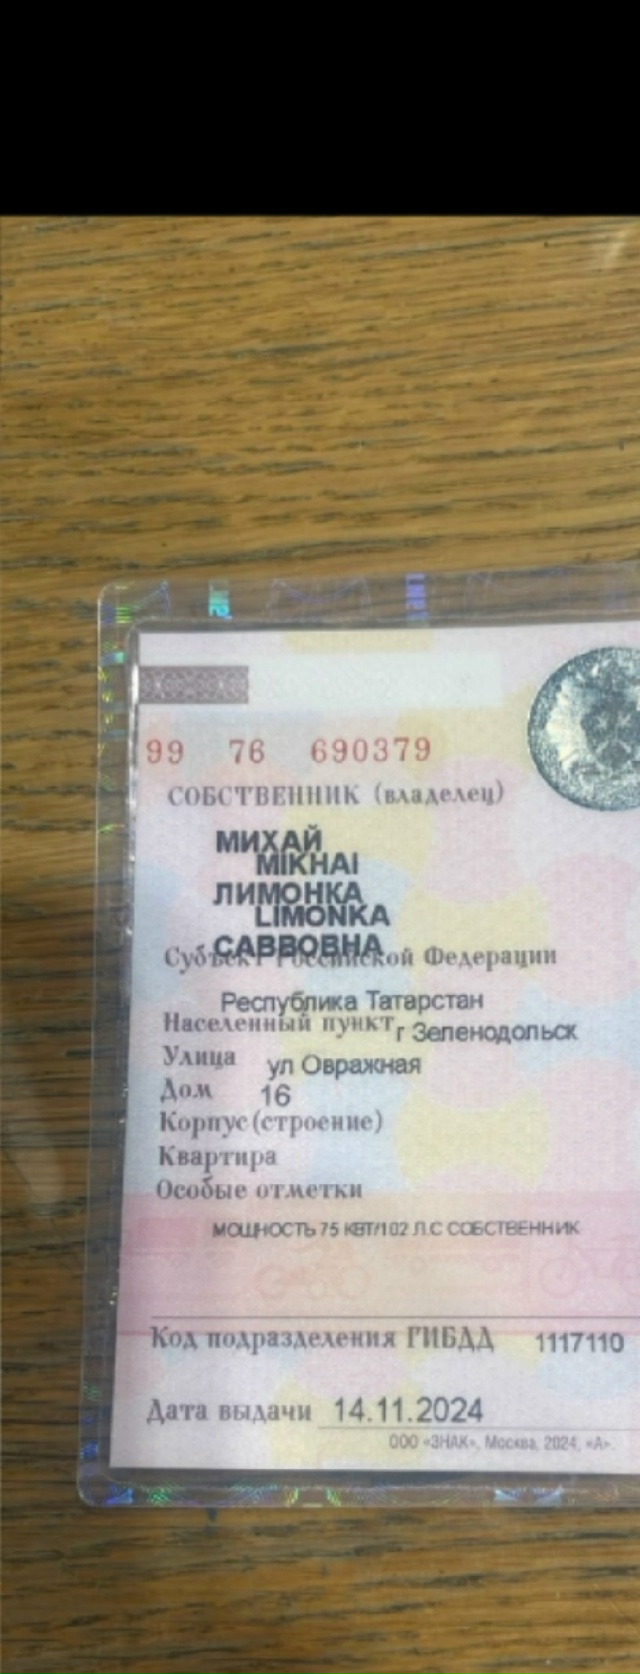 99 76 690379
СОБСТВЕННИК (владелец)
МИХАЙ
MIKHAI
ЛИМОНКА
LIMONKA
САВВОВНА
Субъект Российской Федерации
Республика Татарстан
Населенный пункт г Зеленодольск
Улица ул Овражная
Дом 16
Корпус (строение)
Квартира
Особые отметки
МОЩНОСТЬ 75 КВТ/102 Л.С СОБСТВЕННИК
Код подразделения ГИБДД 1117110
Дата выдачи 14.11.2024
ООО «ЗНАК», Москва, 2024, «А».